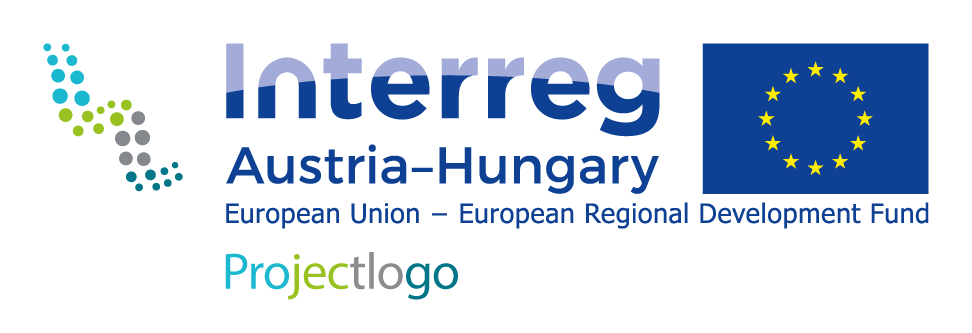 Interreg
Austria–Hungary
European Union – European Regional Development Fund
Projectlogo